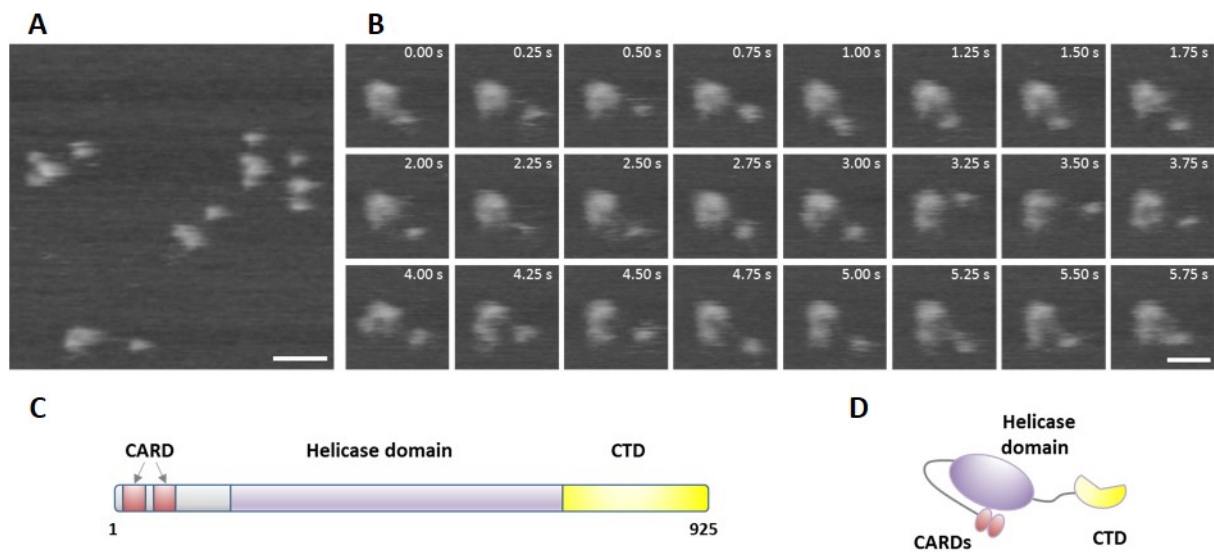 A
B
0.00 s 0.25 s 0.50 s 0.75 s 1.00 s 1.25 s 1.50 s 1.75 s
2.00 s 2.25 s 2.50 s 2.75 s 3.00 s 3.25 s 3.50 s 3.75 s
4.00 s 4.25 s 4.50 s 4.75 s 5.00 s 5.25 s 5.50 s 5.75 s
C
CARD Helicase domain CTD
1 925
D
Helicase
domain
CARDs CTD